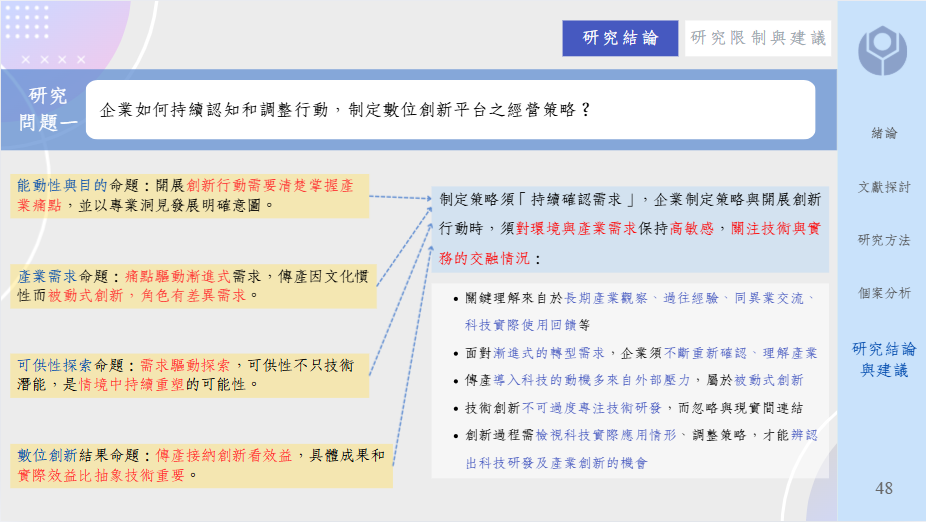 研究結論
研究限制與建議
研究
問題一
企業如何持續認知和調整行動，制定數位創新平台之經營策略？
能動性與目的命題：開展創新行動需要清楚掌握產
業痛點，並以專業洞見發展明確意圖。
產業需求命題：痛點驅動漸進式需求，傳產因文化慣
性而被動式創新，角色有差異需求。
可供性探索命題：需求驅動探索，可供性不只技術
潛能，是情境中持續重塑的可能性。
數位創新結果命題：傳產接納創新看效益，具體成果和
實際效益比抽象技術重要。
制定策略須「持續確認需求」，企業制定策略與開展創新
行動時，須對環境與產業需求保持高敏感，關注技術與實
務的交融情況：
• 關鍵理解來自於長期產業觀察、過往經驗、同異業交流、
科技實際使用回饋等
• 面對漸進式的轉型需求，企業須不斷重新確認、理解產業
• 傳產導入科技的動機多來自外部壓力，屬於被動式創新
• 技術創新不可過度專注技術研發，而忽略與現實間連結
• 創新過程需檢視科技實際應用情形、調整策略，才能辨認
出科技研發及產業創新的機會
緒論
文獻探討
研究方法
個案分析
研究結論
與建議
48